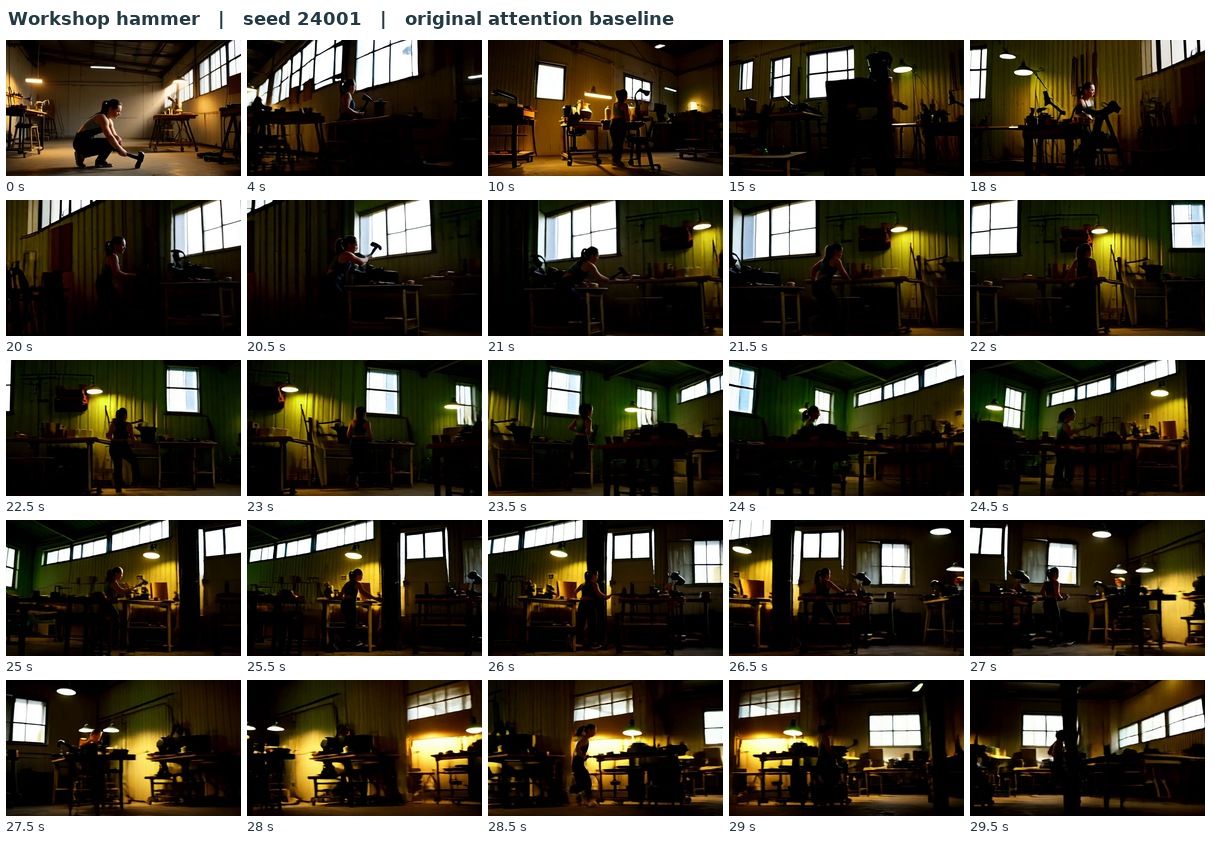 Workshop hammer | seed 24001 | original attention baseline
0 s
4 s
10 s
15 s
18 s
20 s
20.5 s
21 s
21.5 s
22 s
22.5 s
23 s
23.5 s
24 s
24.5 s
25 s
25.5 s
26 s
26.5 s
27 s
27.5 s
28 s
28.5 s
29 s
29.5 s